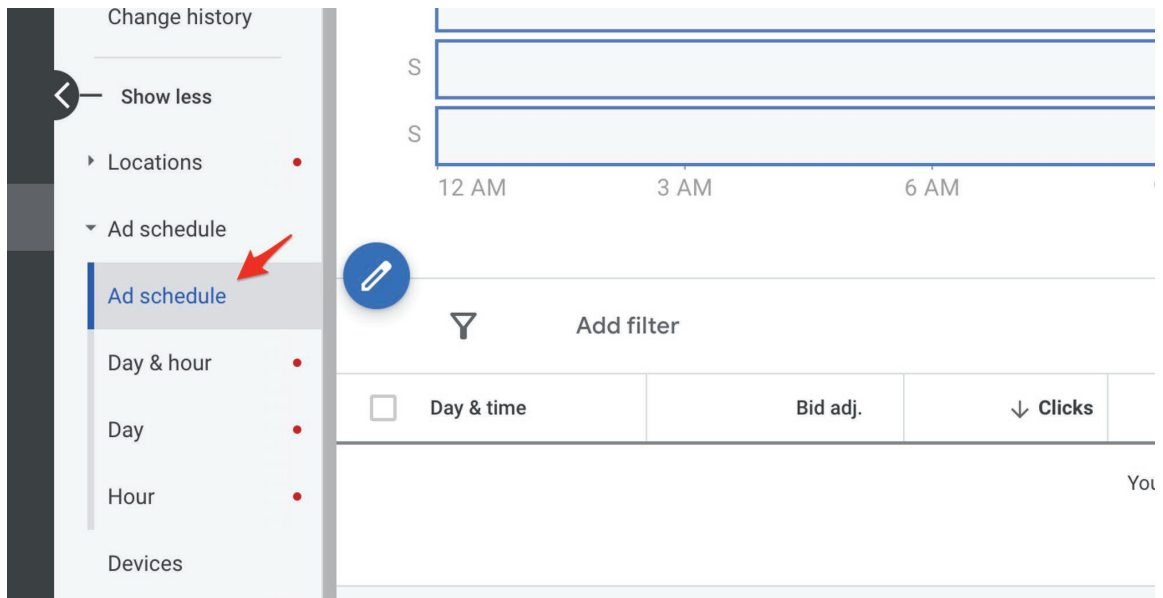 Change history
Show less
Locations
Ad schedule
Ad schedule
Day & hour
Day
Hour
Devices
S
S
12 AM 3 AM 6 AM
Add filter
Day & time Bid adj. Clicks